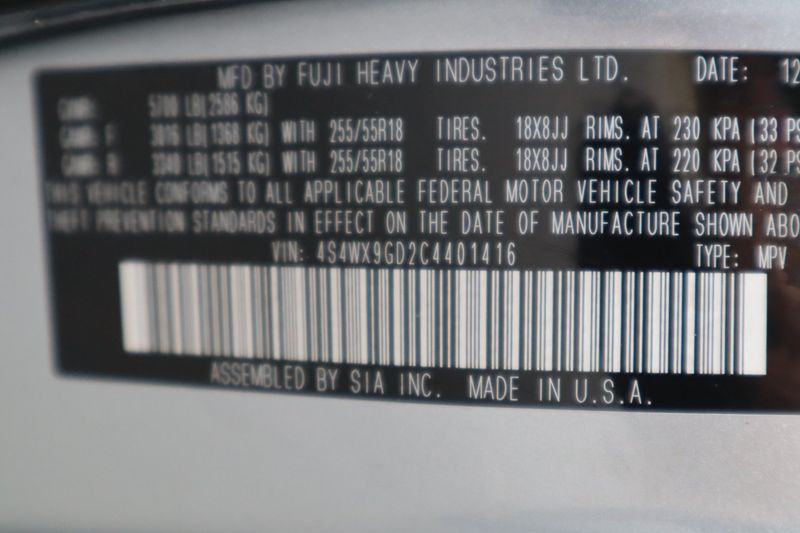 MFD BY FUJI HEAVY INDUSTRIES LTD. DATE: 12
GVWR: 5700 LB(2586 KG)
GAWR: F 3016 LB(1368 KG) WITH 255/55R18 TIRES. 18X8JJ RIMS. AT 230 KPA (33 PS
GAWR: R 3340 LB(1515 KG) WITH 255/55R18 TIRES. 18X8JJ RIMS. AT 220 KPA (32 PS
THIS VEHICLE CONFORMS TO ALL APPLICABLE FEDERAL MOTOR VEHICLE SAFETY AND
THEFT PREVENTION STANDARDS IN EFFECT ON THE DATE OF MANUFACTURE SHOWN ABO
VIN: 4S4WX9GD2C4401416 TYPE: MPV
ASSEMBLED BY SIA INC. MADE IN U.S.A.